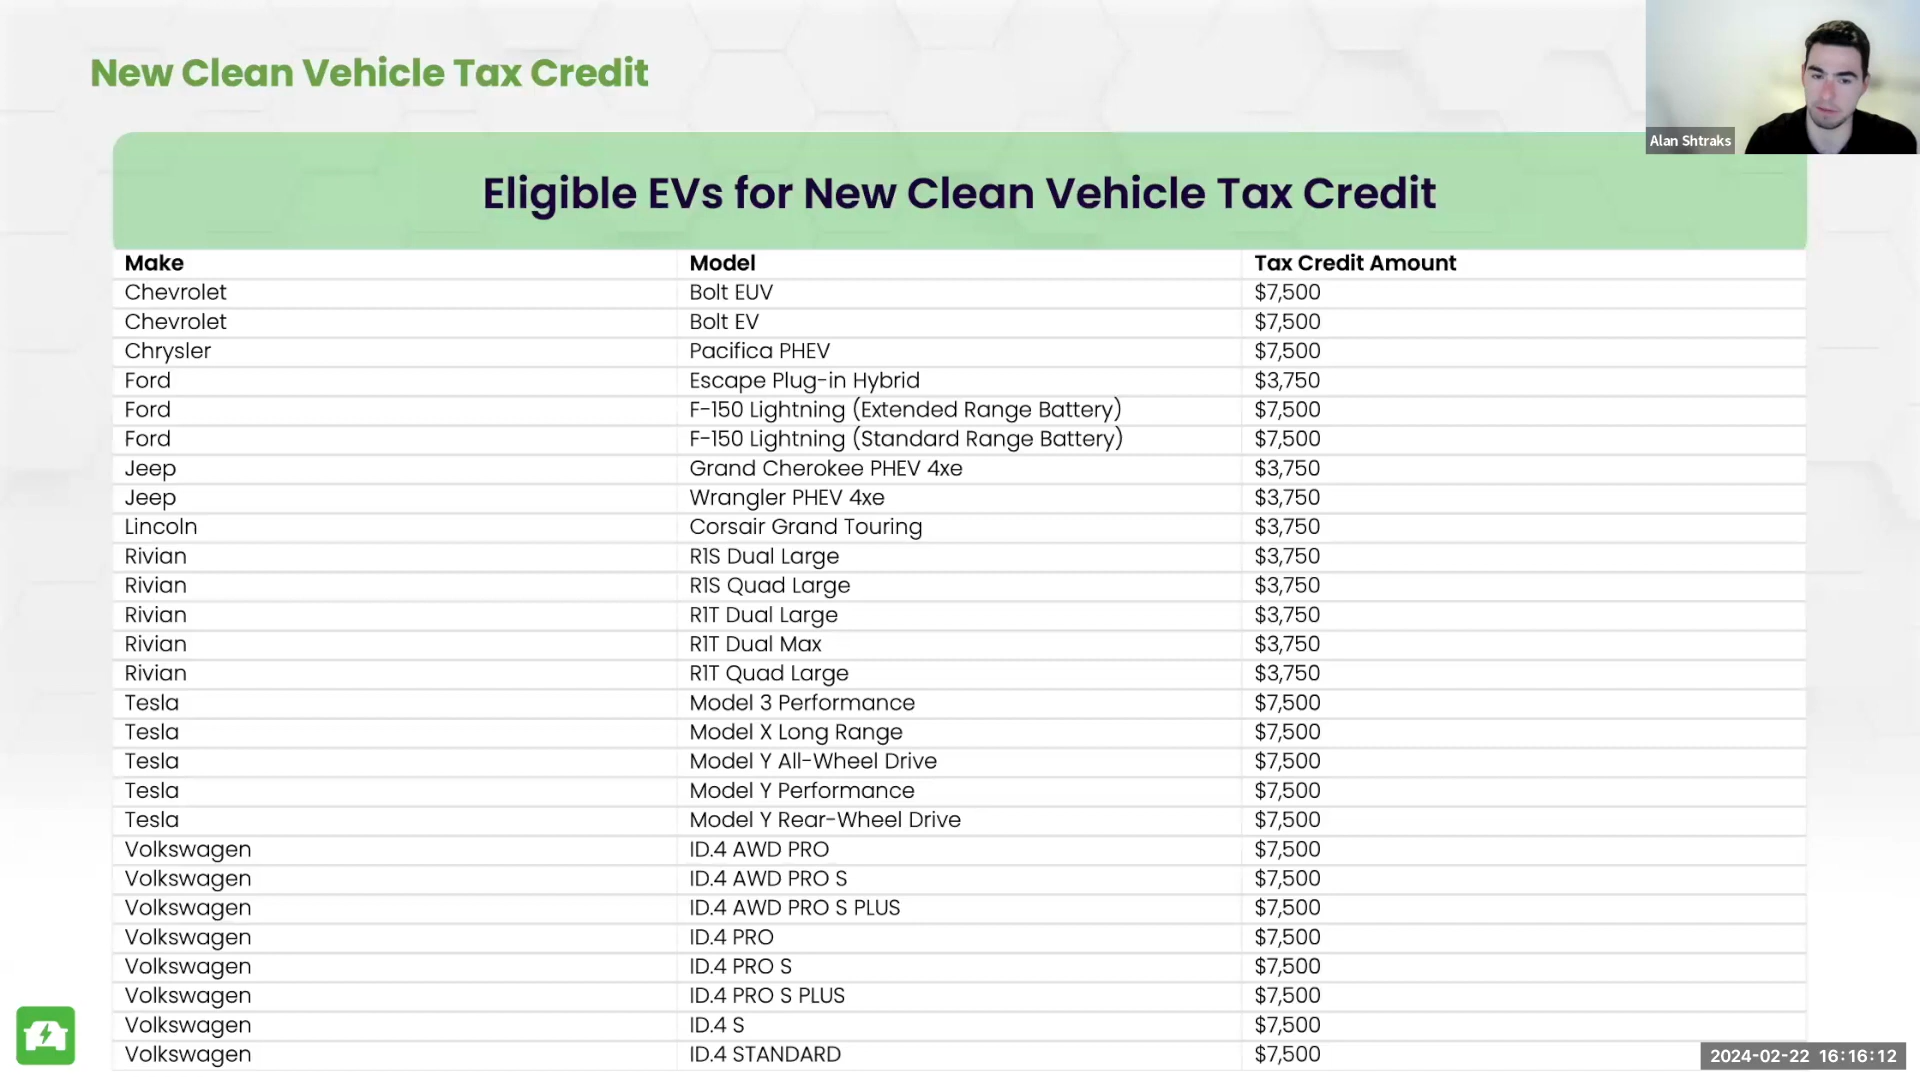 New Clean Vehicle Tax Credit
Alan Shtraks
Eligible EVs for New Clean Vehicle Tax Credit
Make Model Tax Credit Amount
Chevrolet Bolt EUV $7,500
Chevrolet Bolt EV $7,500
Chrysler Pacifica PHEV $7,500
Ford Escape Plug-in Hybrid $3,750
Ford F-150 Lightning (Extended Range Battery) $7,500
Ford F-150 Lightning (Standard Range Battery) $7,500
Jeep Grand Cherokee PHEV 4xe $3,750
Jeep Wrangler PHEV 4xe $3,750
Lincoln Corsair Grand Touring $3,750
Rivian R1S Dual Large $3,750
Rivian R1S Quad Large $3,750
Rivian R1T Dual Large $3,750
Rivian R1T Dual Max $3,750
Rivian R1T Quad Large $3,750
Tesla Model 3 Performance $7,500
Tesla Model X Long Range $7,500
Tesla Model Y All-Wheel Drive $7,500
Tesla Model Y Performance $7,500
Tesla Model Y Rear-Wheel Drive $7,500
Volkswagen ID.4 AWD PRO $7,500
Volkswagen ID.4 AWD PRO S $7,500
Volkswagen ID.4 AWD PRO S PLUS $7,500
Volkswagen ID.4 PRO $7,500
Volkswagen ID.4 PRO S $7,500
Volkswagen ID.4 PRO S PLUS $7,500
Volkswagen ID.4 S $7,500
Volkswagen ID.4 STANDARD $7,500
2024-02-22 16:16:12